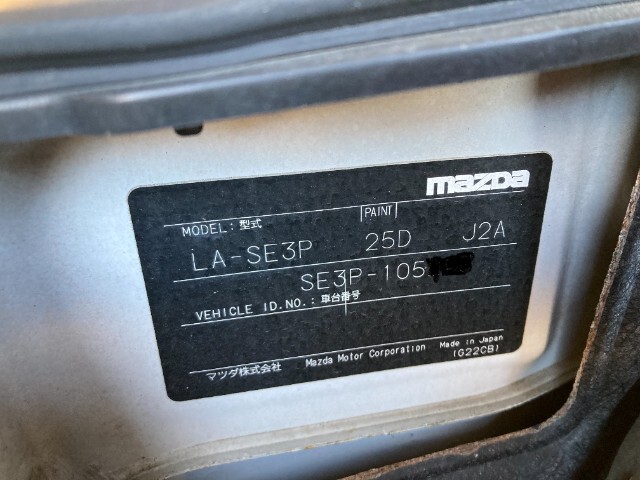 mazda
MODEL: 型式 PAINT
LA-SE3P 25D J2A
SE3P-105
VEHICLE ID.NO.: 車台番号
マツダ株式会社 Mazda Motor Corporation Made in Japan
(G22CB)